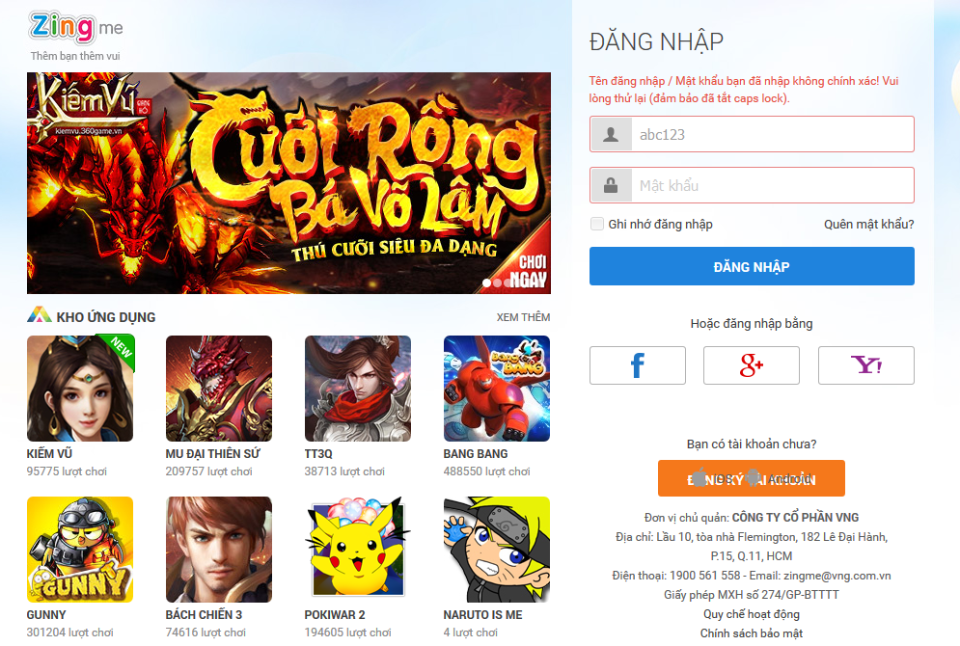 Zing me
Thêm bạn thêm vui
KiếmVũ
GIANG HỒ
kiemvu.360game.vn
Cưỡi Rồng
Bá Võ Lâm
THÚ CƯỠI SIÊU ĐA DẠNG
CHƠI
NGAY
KHO ỨNG DỤNG
XEM THÊM
NEW
BANG BANG
KIẾM VŨ
MU ĐẠI THIÊN SỨ
TT3Q
BANG BANG
95775 lượt chơi
209757 lượt chơi
38713 lượt chơi
488550 lượt chơi
GUNNY
GUNNY
BÁCH CHIẾN 3
POKIWAR 2
NARUTO IS ME
301204 lượt chơi
74616 lượt chơi
194605 lượt chơi
4 lượt chơi
ĐĂNG NHẬP
Tên đăng nhập / Mật khẩu bạn đã nhập không chính xác! Vui
lòng thử lại (đảm bảo đã tắt caps lock).
abc123
Mật khẩu
Ghi nhớ đăng nhập
Quên mật khẩu?
ĐĂNG NHẬP
Hoặc đăng nhập bằng
f
g+
Y!
Bạn có tài khoản chưa?
ĐĂNG KÝ TÀI KHOẢN
Đơn vị chủ quản: CÔNG TY CỔ PHẦN VNG
Địa chỉ: Lầu 10, tòa nhà Flemington, 182 Lê Đại Hành,
P.15, Q.11, HCM
Điện thoại: 1900 561 558 - Email: zingme@vng.com.vn
Giấy phép MXH số 274/GP-BTTTT
Quy chế hoạt động
Chính sách bảo mật